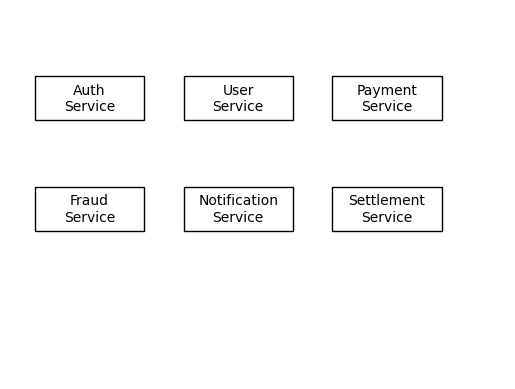 Auth
Service
User
Service
Payment
Service
Fraud
Service
Notification
Service
Settlement
Service